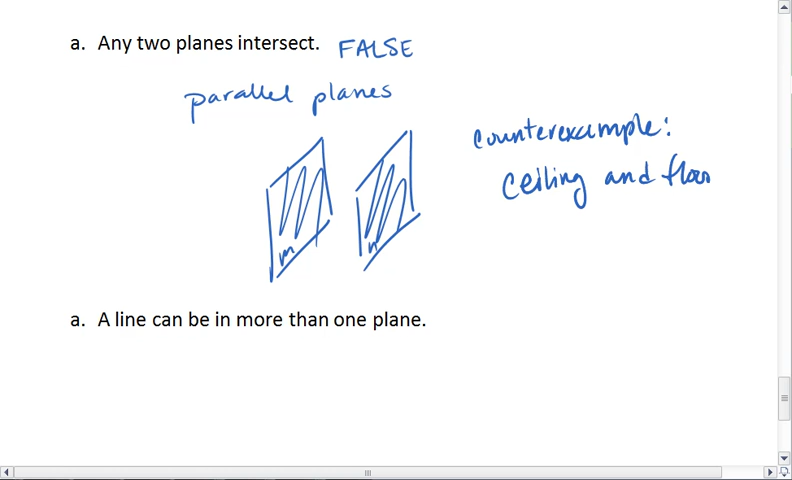 a. Any two planes intersect. FALSE
parallel planes
counterexample:
ceiling and floor
m
n
a. A line can be in more than one plane.